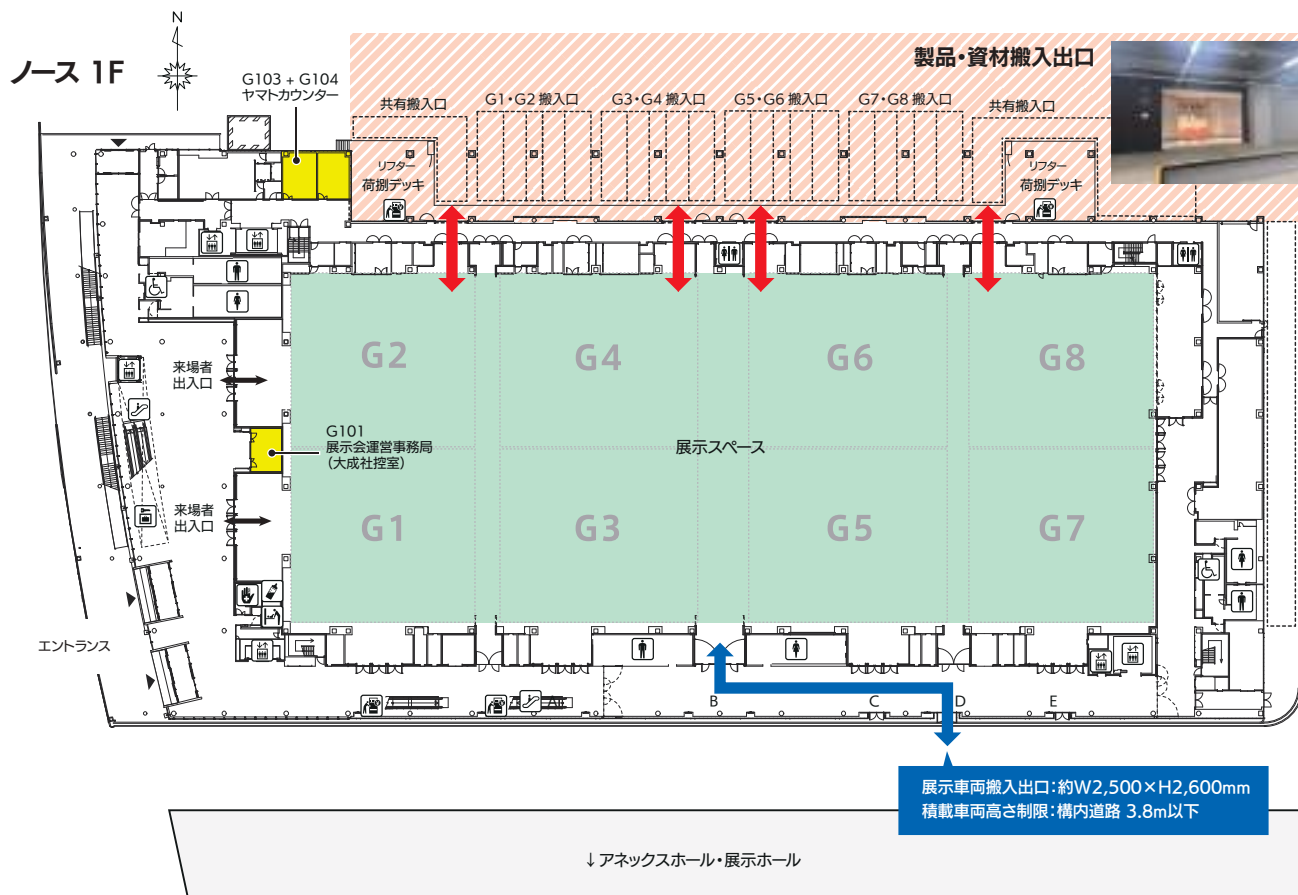 N
ノース 1F
製品・資材搬入出口
G103 + G104
ヤマトカウンター
共有搬入口
G1・G2 搬入口
G3・G4 搬入口
G5・G6 搬入口
G7・G8 搬入口
共有搬入口
リフター
荷捌デッキ
リフター
荷捌デッキ
G2
G4
G6
G8
来場者
出入口
G101
展示会運営事務局
（大成社控室）
展示スペース
来場者
出入口
G1
G3
G5
G7
エントランス
A
B
C
D
E
展示車両搬入出口：約W2,500×H2,600mm
積載車両高さ制限：構内道路 3.8m以下
↓アネックスホール・展示ホール